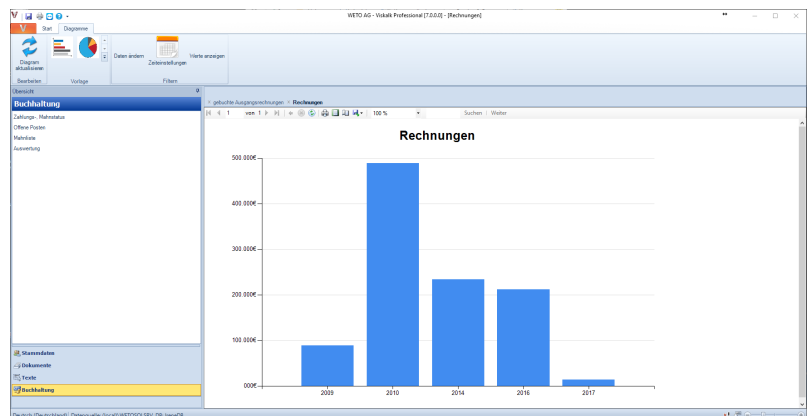 WETO AG - Viskalk Professional [7.0.0.0] - [Rechnungen]
Start Diagramme
Diagramm aktualisieren
Daten ändern
Zeiteinstellungen
Werte anzeigen
Bearbeiten Vorlage Filtern
Übersicht
Buchhaltung
Zahlungs-, Mahnstatus
Offene Posten
Mahnliste
Auswertung
Stammdaten
Dokumente
Texte
Buchhaltung
gebuchte Ausgangsrechnungen Rechnungen
1 von 1 100 % Suchen Weiter
Rechnungen
500.000€
400.000€
300.000€
200.000€
100.000€
000€
2009 2010 2014 2016 2017